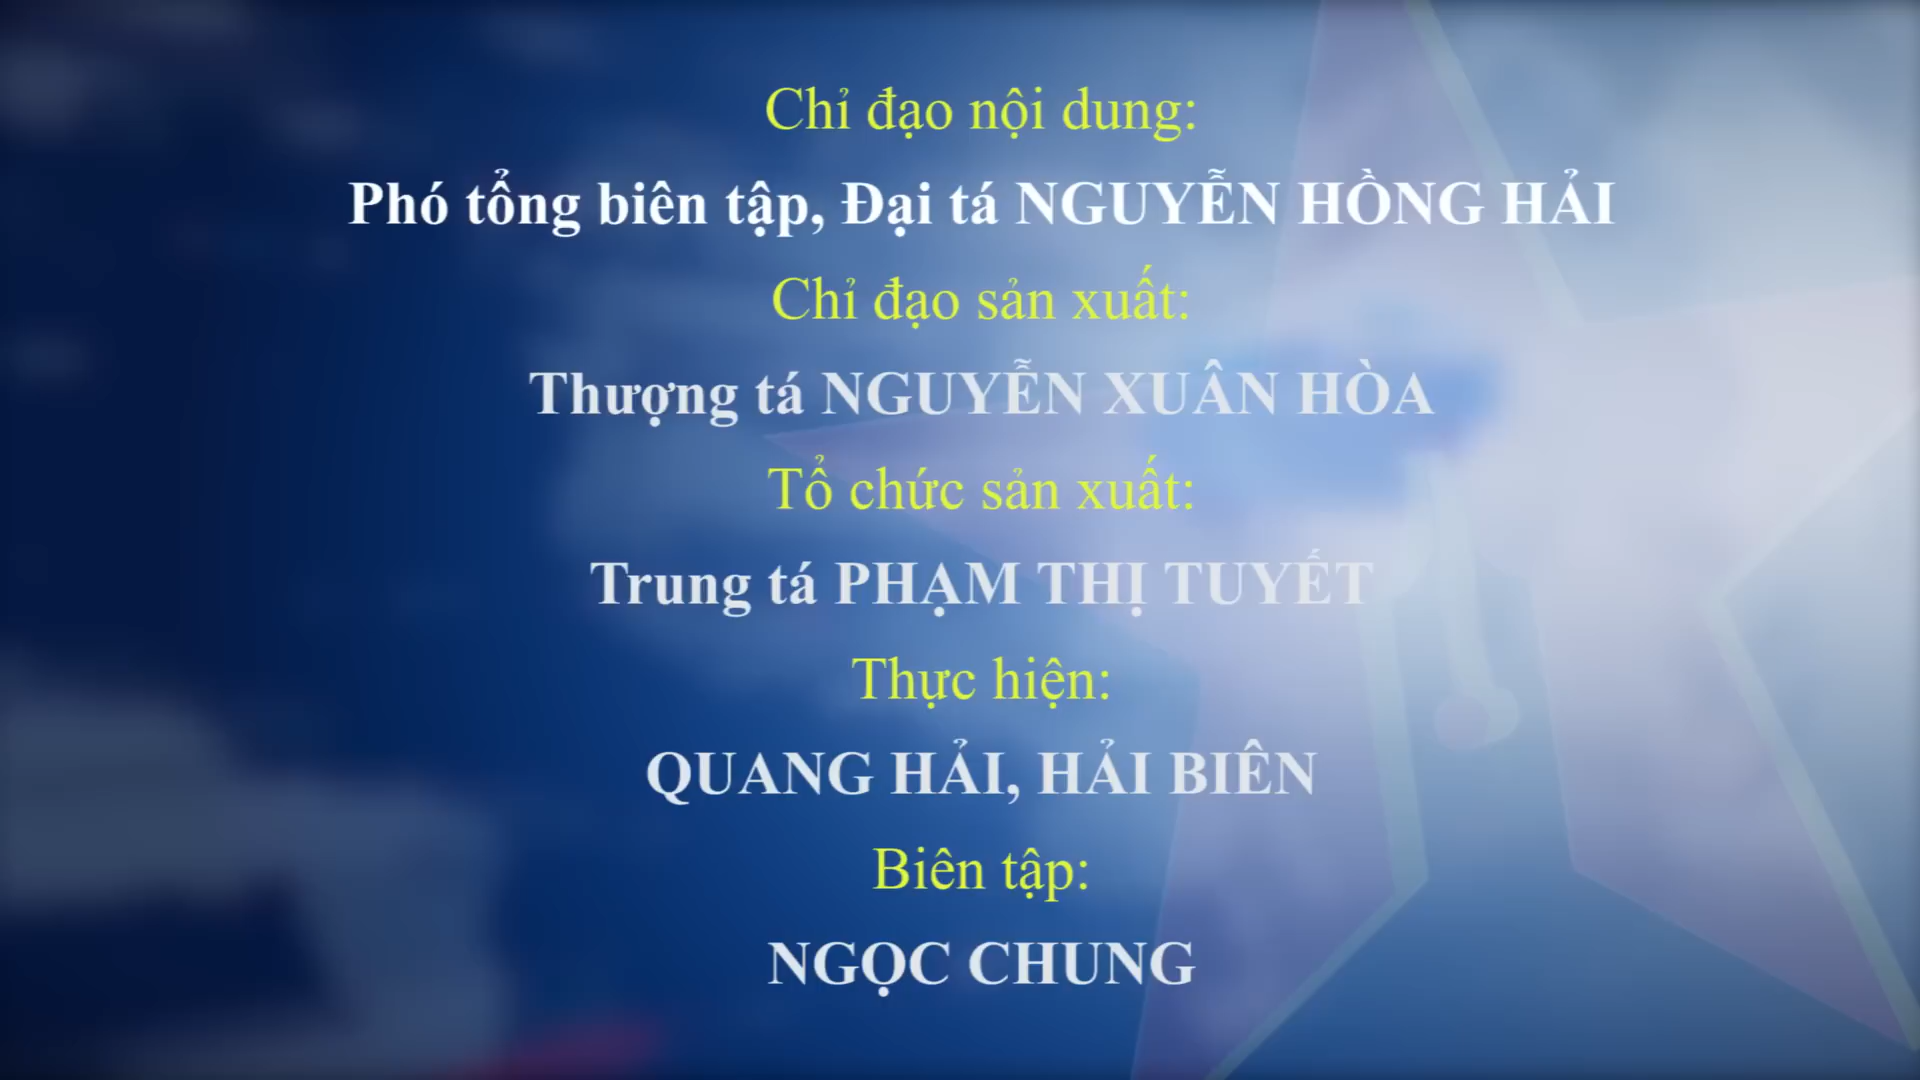 Chỉ đạo nội dung:
Phó tổng biên tập, Đại tá NGUYỄN HỒNG HẢI
Chỉ đạo sản xuất:
Thượng tá NGUYỄN XUÂN HÒA
Tổ chức sản xuất:
Trung tá PHẠM THỊ TUYẾT
Thực hiện:
QUANG HẢI, HẢI BIÊN
Biên tập:
NGỌC CHUNG